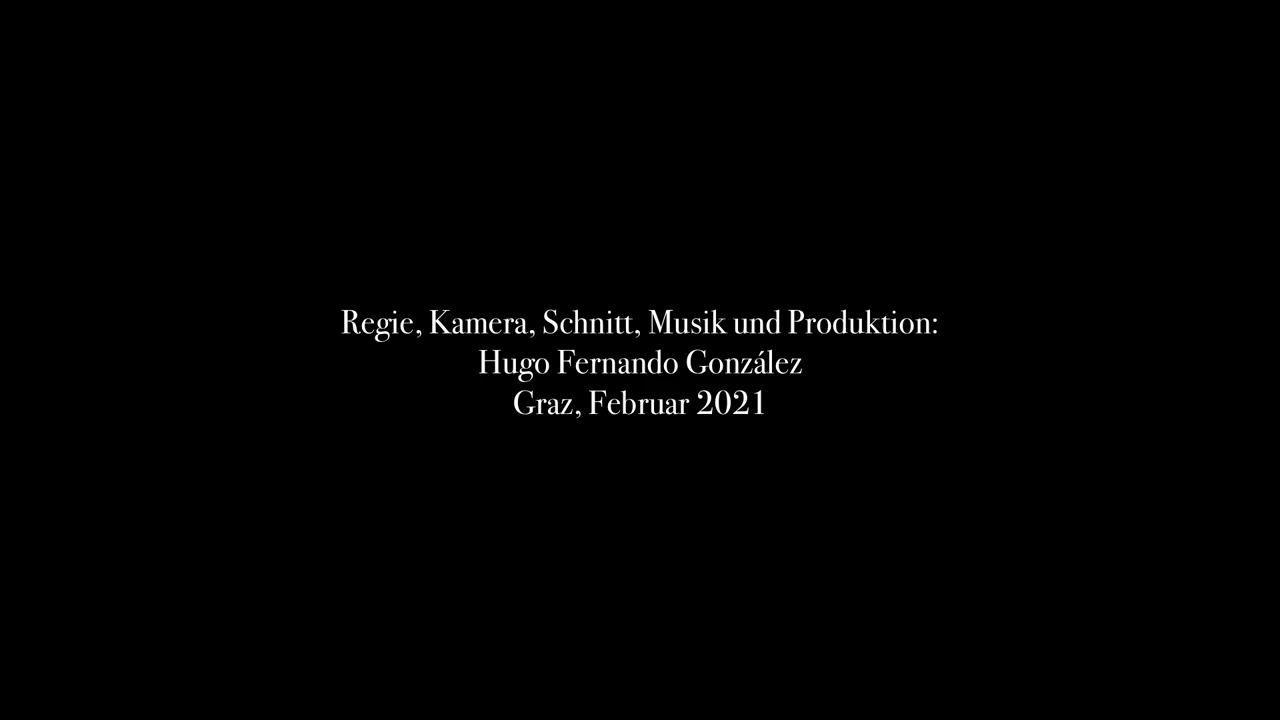 Regie, Kamera, Schnitt, Musik und Produktion:
Hugo Fernando González
Graz, Februar 2021